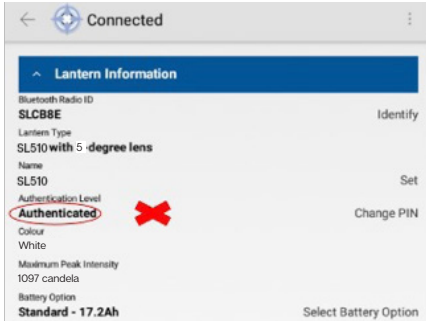 Connected
Lantern Information
Bluetooth Radio ID
SLCB8E Identify
Lantern Type
SL510 with 5-degree lens
Name
SL510 Set
Authentication Level
Authenticated Change PIN
Colour
White
Maximum Peak Intensity
1097 candela
Battery Option
Standard - 17.2Ah Select Battery Option